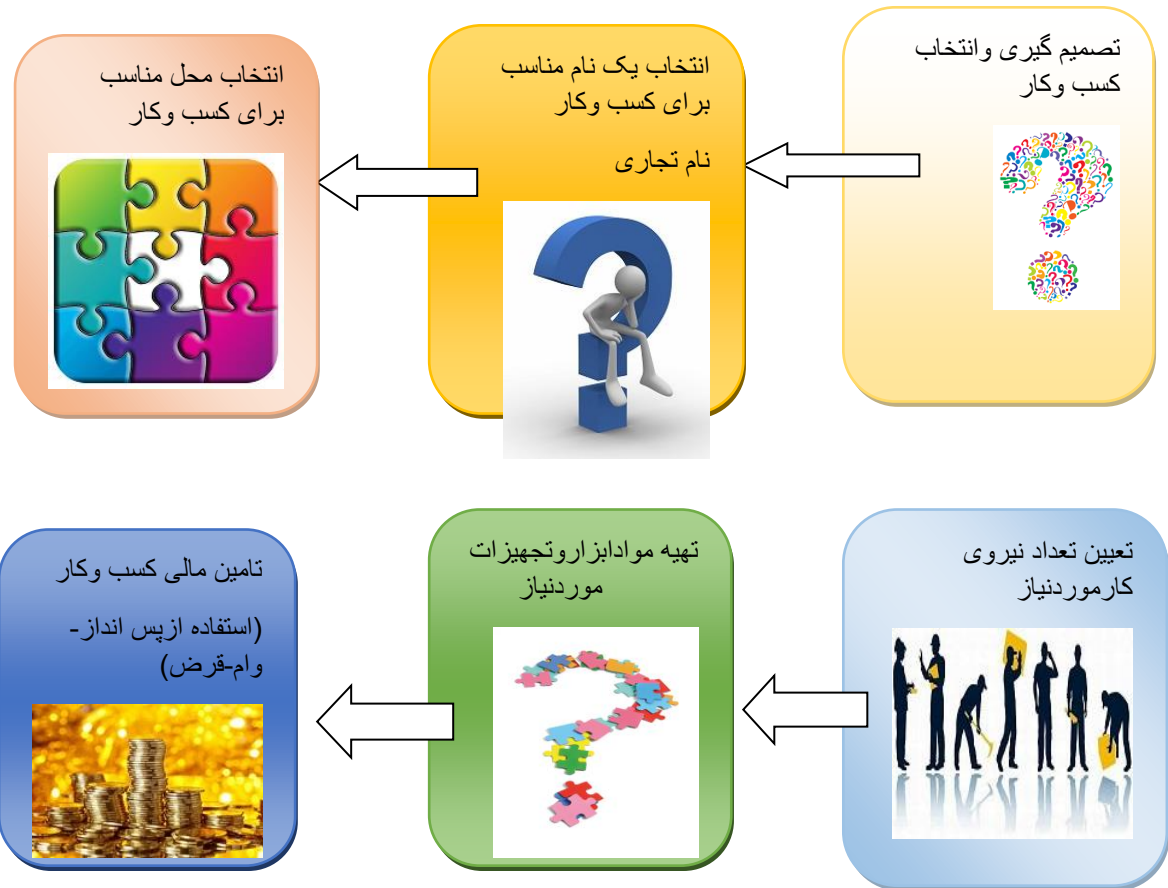 تصمیم گیری وانتخاب
کسب وکار
انتخاب یک نام مناسب
برای کسب وکار
نام تجاری
انتخاب محل مناسب
برای کسب وکار
تعیین تعداد نیروی
کارموردنیاز
تهیه موادابزاروتجهیزات
موردنیاز
تامین مالی کسب وکار
(استفاده ازپس انداز-
وام-قرض)